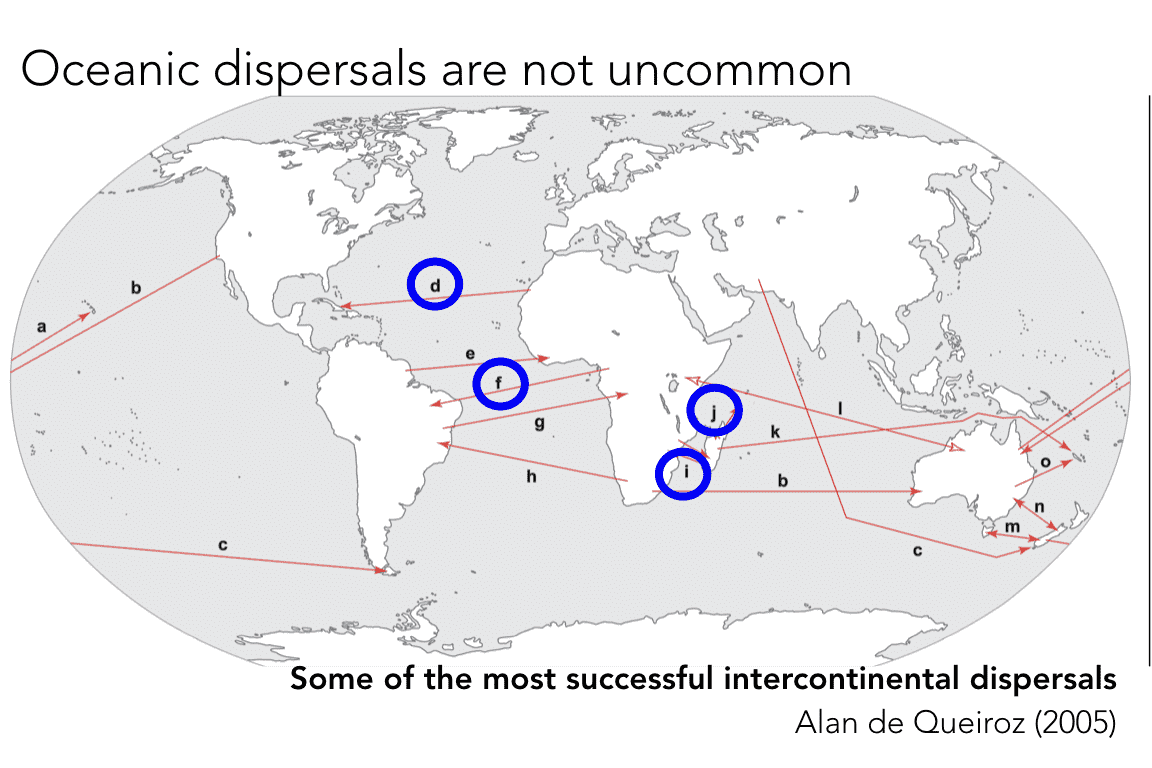 Oceanic dispersals are not uncommon
b
a
d
e
f
g
h
c
j
l
k
i
b
o
n
m
c
Some of the most successful intercontinental dispersals
Alan de Queiroz (2005)